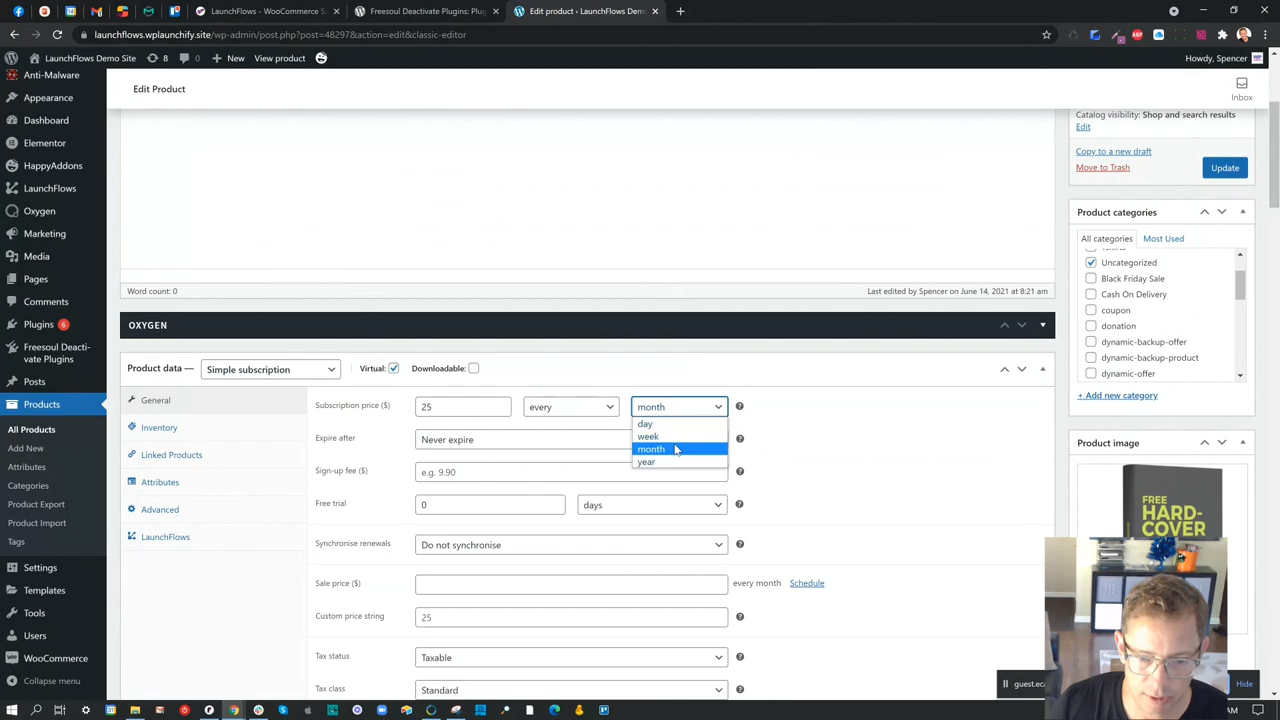 LaunchFlows - WooCommerce S
Freesoul Deactivate Plugins: Plug
Edit product ‹ LaunchFlows Demo
launchflows.wplaunchify.site/wp-admin/post.php?post=48297&action=edit&classic-editor
LaunchFlows Demo Site
8
0
New
View product
Howdy, Spencer
Anti-Malware
Appearance
Dashboard
Elementor
HappyAddons
LaunchFlows
Oxygen
Marketing
Media
Pages
Comments
Plugins 6
Freesoul Deacti-
vate Plugins
Posts
Products
All Products
Add New
Attributes
Categories
Product Export
Product Import
Tags
Settings
Templates
Tools
Users
WooCommerce
Collapse menu
Edit Product
Inbox
Word count: 0
Last edited by Spencer on June 14, 2021 at 8:21 am
OXYGEN
Product data —
Simple subscription
Virtual:
Downloadable:
General
Inventory
Linked Products
Attributes
Advanced
LaunchFlows
Subscription price ($)
25
every
month
day
week
month
year
Expire after
Never expire
Sign-up fee ($)
e.g. 9.90
Free trial
0
days
Synchronise renewals
Do not synchronise
Sale price ($)
every month
Schedule
Custom price string
25
Tax status
Taxable
Tax class
Standard
Catalog visibility: Shop and search results
Edit
Copy to a new draft
Move to Trash
Update
Product categories
All categories
Most Used
Uncategorized
Black Friday Sale
Cash On Delivery
coupon
donation
dynamic-backup-offer
dynamic-backup-product
dynamic-offer
+ Add new category
Product image
FREE
HARD-
COVER
Hide